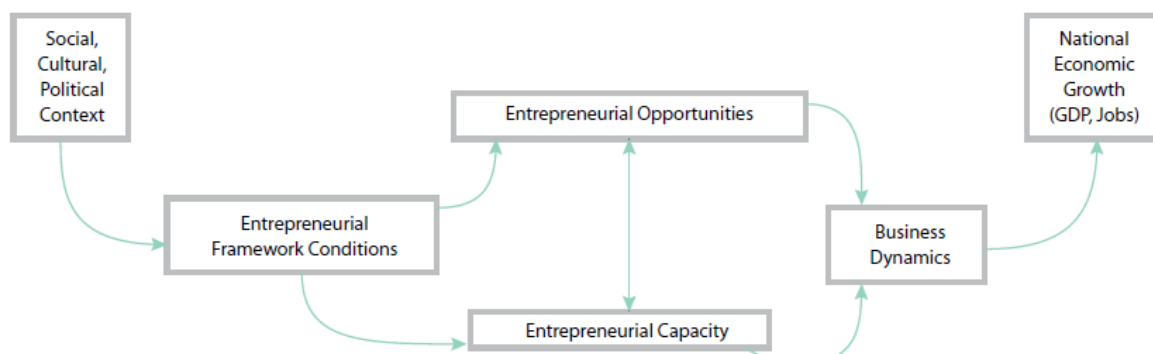 Social,
Cultural,
Political
Context
Entrepreneurial Opportunities
National
Economic
Growth
(GDP, Jobs)
Entrepreneurial
Framework Conditions
Business
Dynamics
Entrepreneurial Capacity